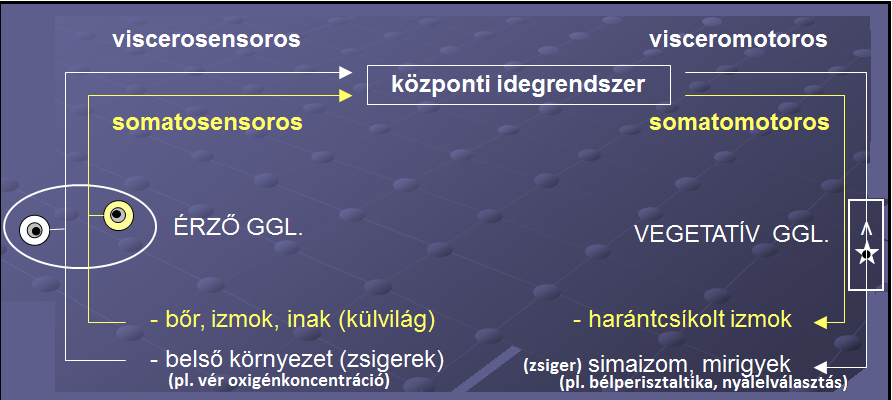 viscerosensoros
visceromotoros
központi idegrendszer
somatosensoros
somatomotoros
ÉRZŐ GGL.
VEGETATÍV GGL.
- bőr, izmok, inak (külvilág)
- harántcsíkolt izmok
- belső környezet (zsigerek)
(pl. vér oxigénkoncentráció)
(zsiger) simaizom, mirigyek
(pl. bélperisztaltika, nyálelválasztás)